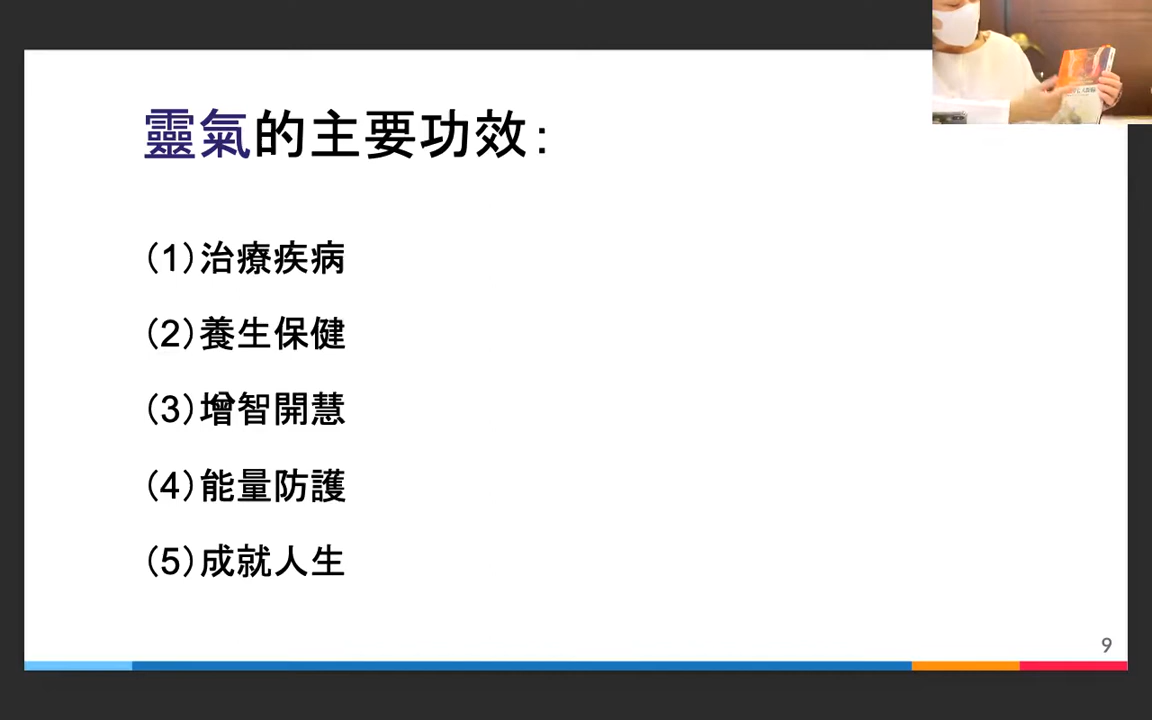 靈氣的主要功效：
(1)治療疾病
(2)養生保健
(3)增智開慧
(4)能量防護
(5)成就人生
9